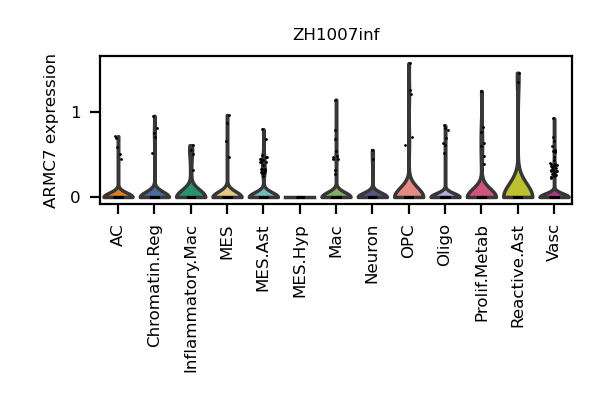 ZH1007inf
ARMC7 expression
1
0
AC
Chromatin.Reg
Inflammatory.Mac
MES
MES.Ast
MES.Hyp
Mac
Neuron
OPC
Oligo
Prolif.Metab
Reactive.Ast
Vasc